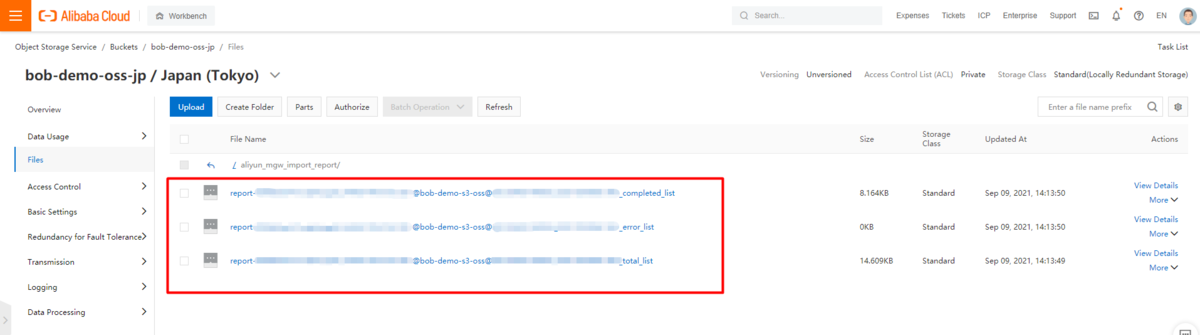 Alibaba Cloud
Workbench
Search...
Expenses Tickets ICP Enterprise Support EN
Object Storage Service / Buckets / bob-demo-oss-jp / Files
Task List
bob-demo-oss-jp / Japan (Tokyo)
Versioning Unversioned Access Control List (ACL) Private Storage Class Standard(Locally Redundant Storage)
Overview
Data Usage
Files
Access Control
Basic Settings
Redundancy for Fault Tolerance
Transmission
Logging
Data Processing
Upload Create Folder Parts Authorize Batch Operation Refresh
Enter a file name prefix
File Name Size Storage Class Updated At Actions
/ aliyun_mgw_import_report/
report- @bob-demo-s3-oss@ _completed_list 8.164KB Standard Sep 09, 2021, 14:13:50 View Details
More
report- @bob-demo-s3-oss@ _error_list 0KB Standard Sep 09, 2021, 14:13:50 View Details
More
report- @bob-demo-s3-oss@ _total_list 14.609KB Standard Sep 09, 2021, 14:13:49 View Details
More